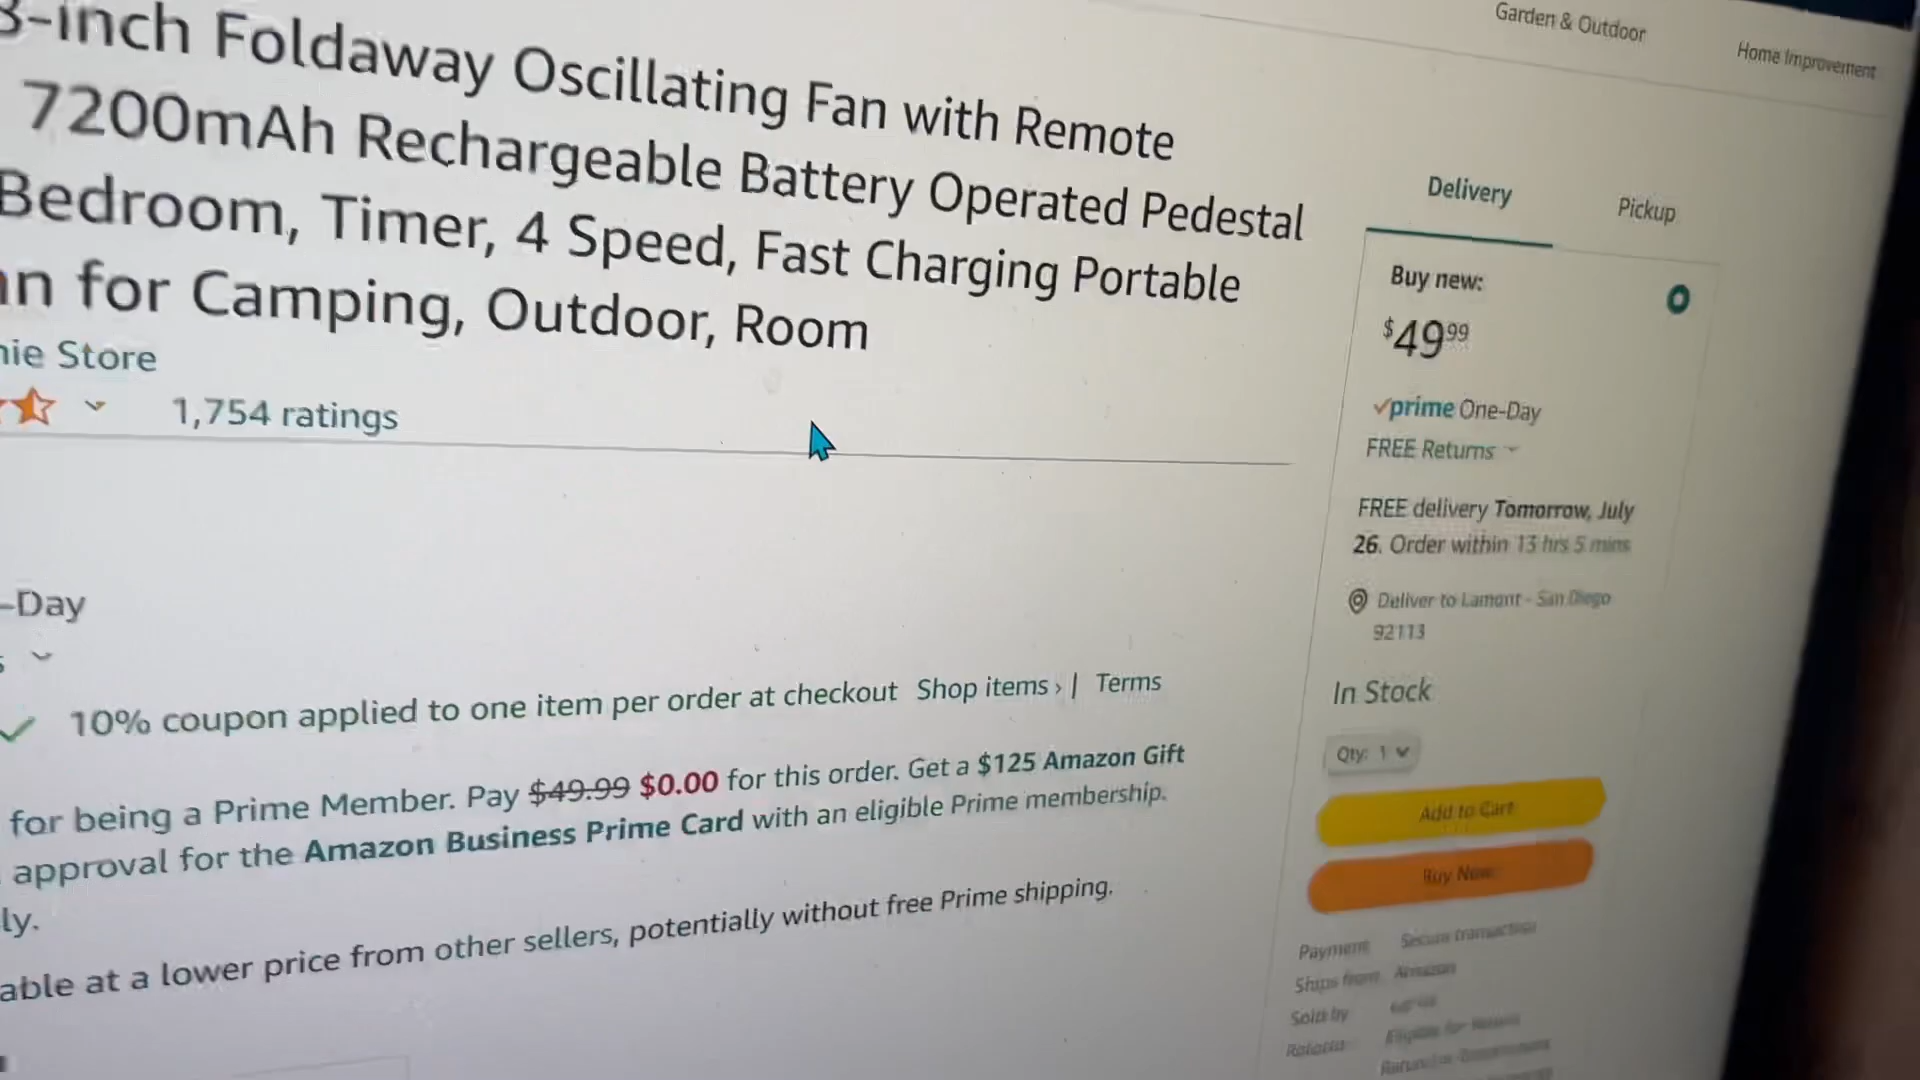 Garden & Outdoor
Home Improvement
8-inch Foldaway Oscillating Fan with Remote
7200mAh Rechargeable Battery Operated Pedestal
Bedroom, Timer, 4 Speed, Fast Charging Portable
for Camping, Outdoor, Room
Store
1,754 ratings
-Day
10% coupon applied to one item per order at checkout Shop items › | Terms
for being a Prime Member. Pay $49.99 $0.00 for this order. Get a $125 Amazon Gift
approval for the Amazon Business Prime Card with an eligible Prime membership.
ly.
able at a lower price from other sellers, potentially without free Prime shipping.
Delivery
Pickup
Buy new:
$49.99
prime One-Day
FREE Returns
FREE delivery Tomorrow, July
26. Order within 13 hrs 5 mins
Deliver to Lamont - San Diego
92113
In Stock
Qty: 1
Add to Cart
Buy Now
Payment Secure transaction
Ships from Amazon
Sold by
Returns Eligible for Return,